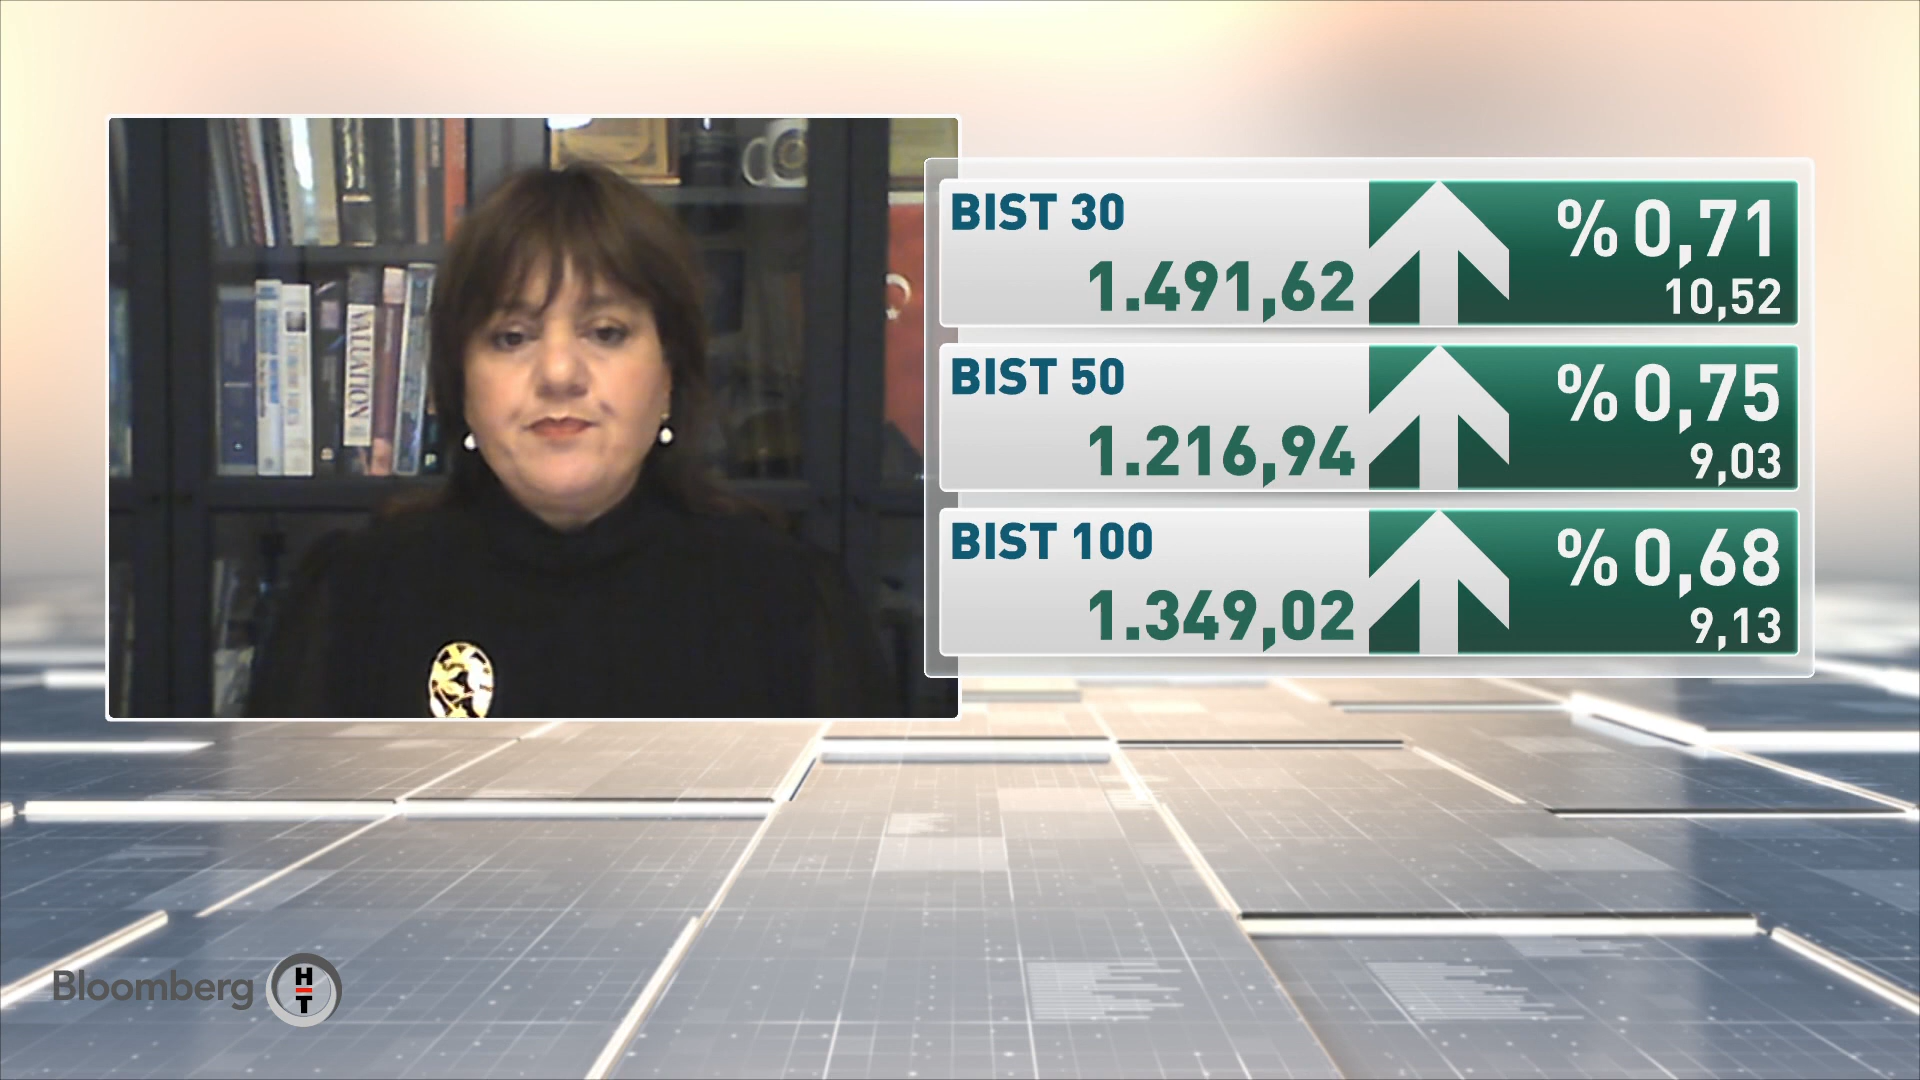 BIST 30
1.491,62
% 0,71
10,52
BIST 50
1.216,94
% 0,75
9,03
BIST 100
1.349,02
% 0,68
9,13
VALUATION
Bloomberg HT